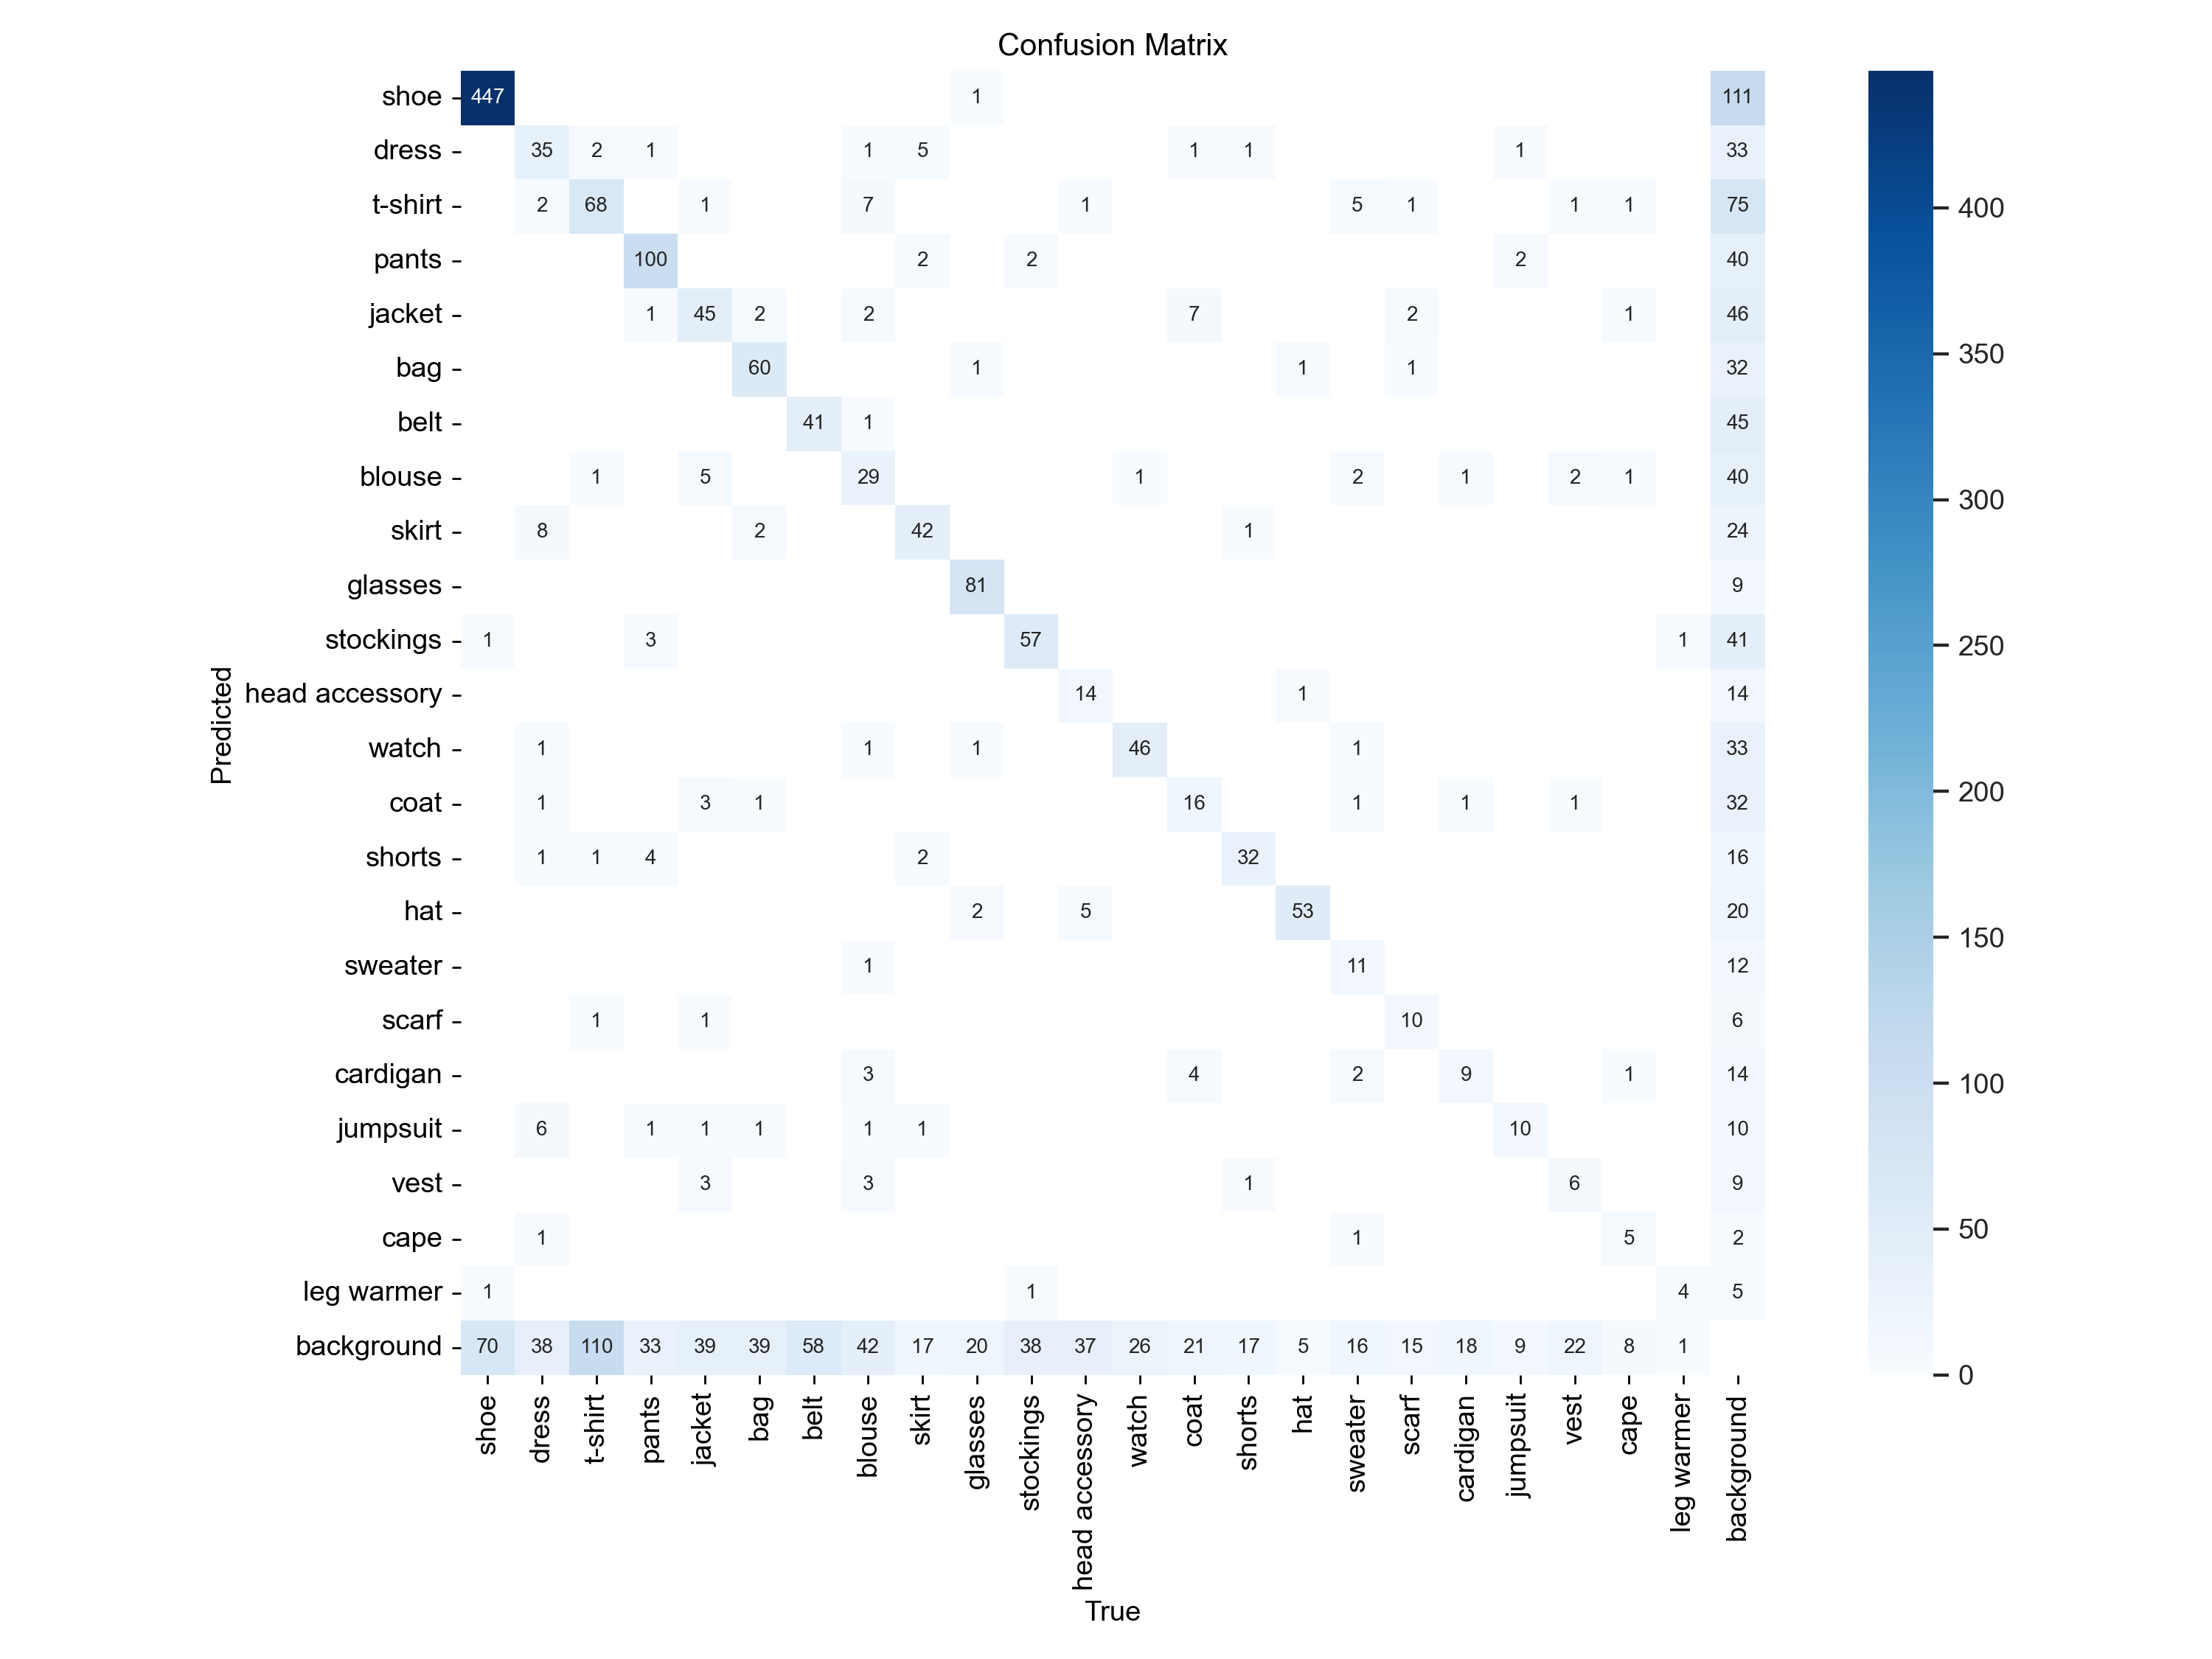 Confusion Matrix
shoe 447 1 111
dress 35 2 1 1 5 1 1 1 33
t-shirt 2 68 1 7 1 5 1 1 1 75
pants 100 2 2 2 40
jacket 1 45 2 2 7 2 1 46
bag 60 1 1 1 32
belt 41 1 45
blouse 1 5 29 1 2 1 2 1 40
skirt 8 2 42 1 24
glasses 81 9
stockings 1 3 57 1 41
head accessory 14 1 14
watch 1 1 1 46 1 33
coat 1 3 1 16 1 1 1 32
shorts 1 1 4 2 32 16
hat 2 5 53 20
sweater 1 11 12
scarf 1 1 10 6
cardigan 3 4 2 9 1 14
jumpsuit 6 1 1 1 1 1 10 10
vest 3 3 1 6 9
cape 1 1 5 2
leg warmer 1 1 4 5
background 70 38 110 33 39 39 58 42 17 20 38 37 26 21 17 5 16 15 18 9 22 8 1
shoe dress t-shirt pants jacket bag belt blouse skirt glasses stockings head accessory watch coat shorts hat sweater scarf cardigan jumpsuit vest cape leg warmer background
True
Predicted
400
350
300
250
200
150
100
50
0